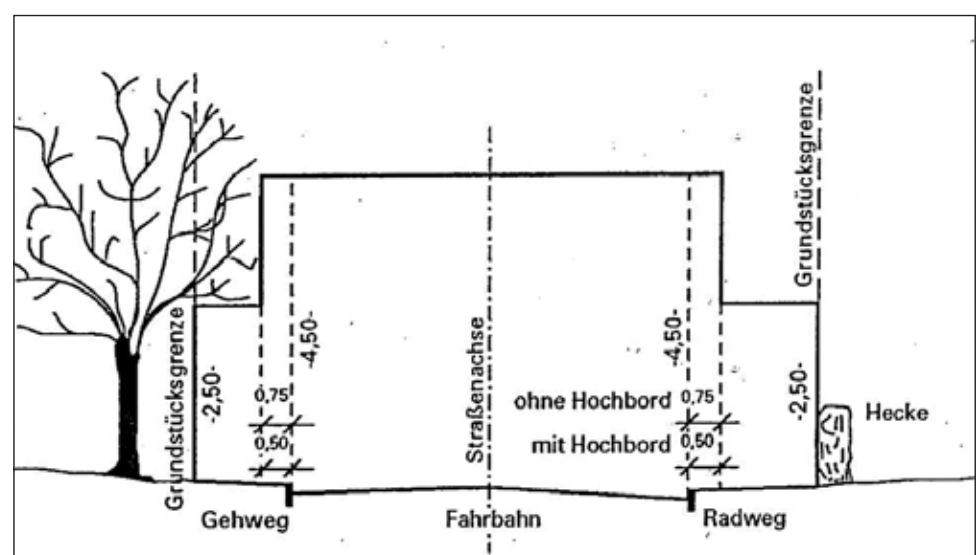 Grundstücksgrenze
Grundstücksgrenze
-2,50-
-4,50-
0,75
0,50
Straßenachse
-4,50-
ohne Hochbord 0,75
mit Hochbord 0,50
-2,50-
Grundstücksgrenze
Hecke
Gehweg
Fahrbahn
Radweg